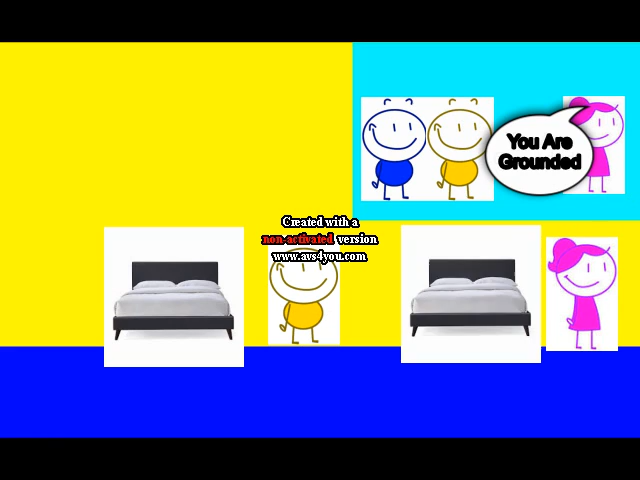 You Are
Grounded
Created with a
non-activated version
www.avs4you.com